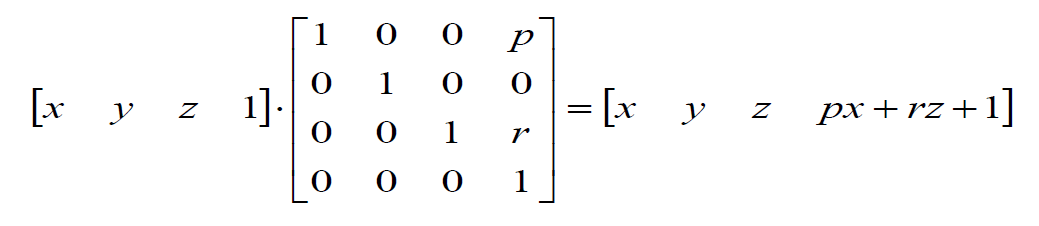 [x y z 1]·[1 0 0 p
0 1 0 0
0 0 1 r
0 0 0 1]=[x y z px+rz+1]